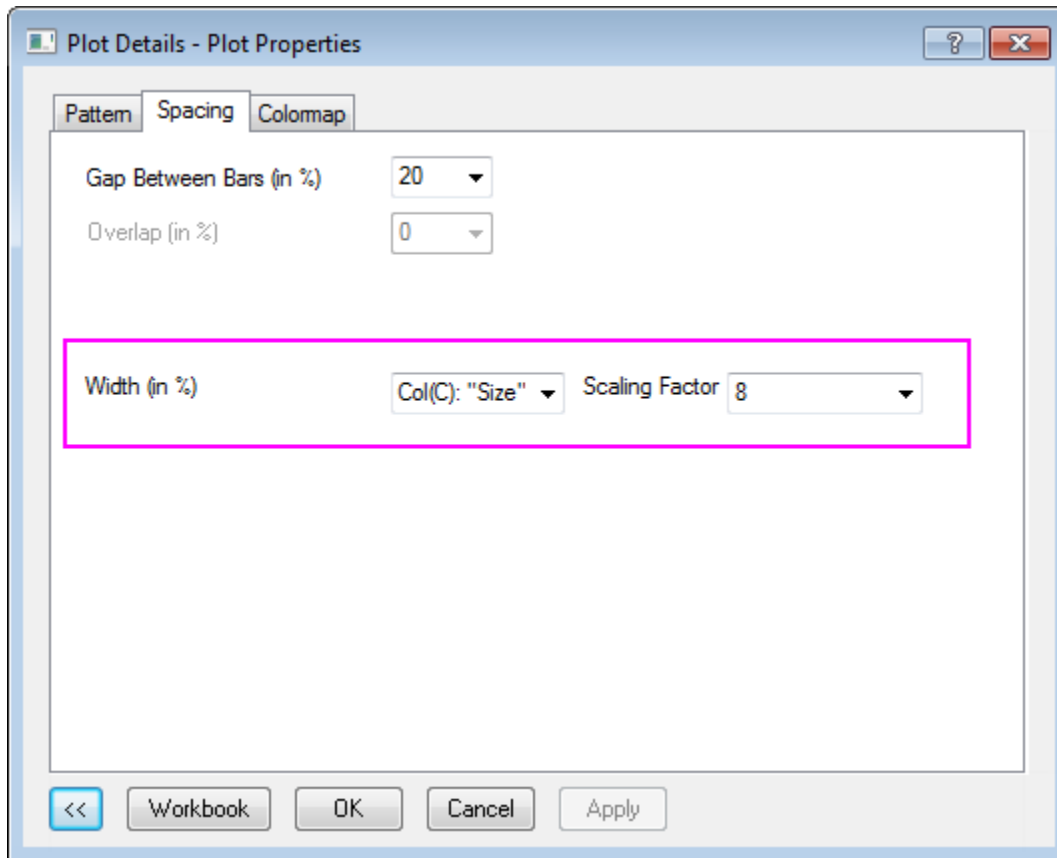 Plot Details - Plot Properties
Pattern Spacing Colormap
Gap Between Bars (in %) 20
Overlap (in %) 0
Width (in %) Col(C): "Size" Scaling Factor 8
<< Workbook OK Cancel Apply